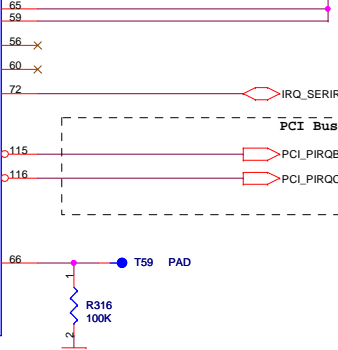 65
59
56
60
72 IRQ_SERIR
PCI Bus
115 PCI_PIRQB
116 PCI_PIRQC
66 T59 PAD
1
R316
100K
2